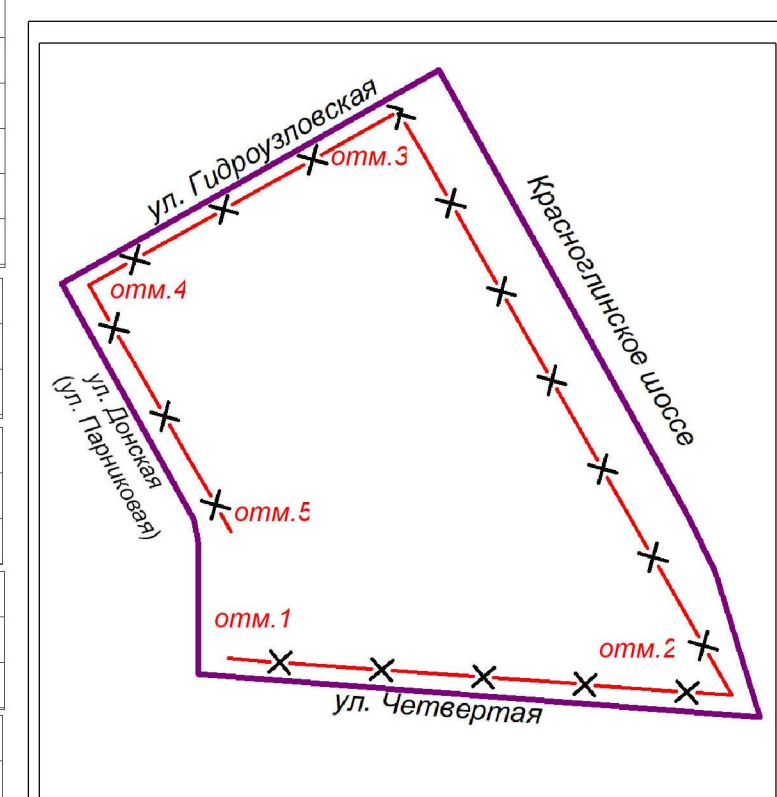 ул. Гидроузловская
отм.3
Красноглинское шоссе
отм.4
ул. Донская
(ул. Парниковая)
отм.5
отм.1
отм.2
ул. Четвертая